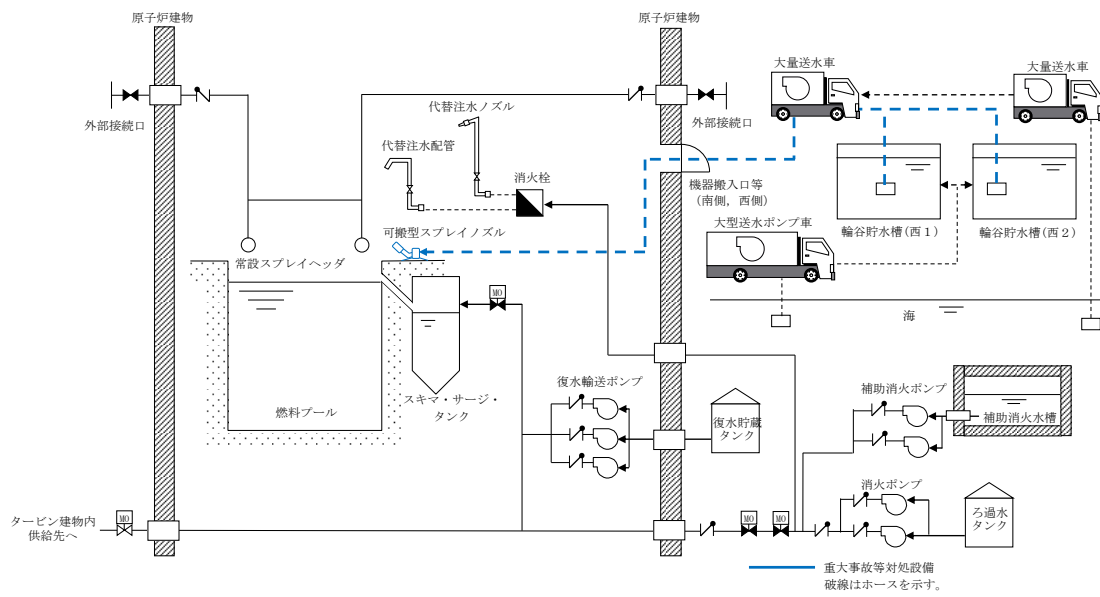 原子炉建物
原子炉建物
大量送水車
大量送水車
外部接続口
代替注水ノズル
外部接続口
代替注水配管
消火栓
機器搬入口等
(南側，西側)
可搬型スプレイノズル
大型送水ポンプ車
輪谷貯水槽(西１)
輪谷貯水槽(西２)
常設スプレイヘッダ
MO
海
燃料プール
スキマ・サージ・
タンク
復水輸送ポンプ
復水貯蔵
タンク
補助消火ポンプ
補助消火水槽
消火ポンプ
ろ過水
タンク
タービン建物内
供給先へ
MO
MO
MO
重大事故等対処設備
破線はホースを示す。